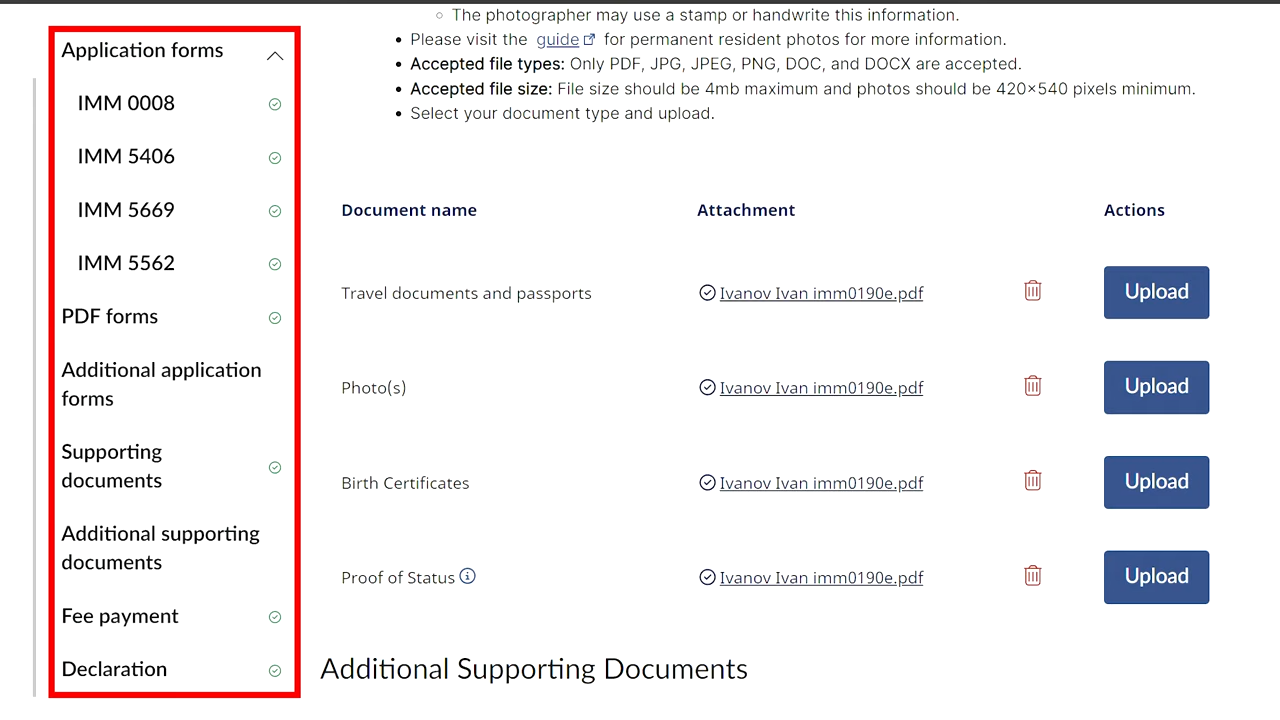 The photographer may use a stamp or handwrite this information.
Please visit the guide for permanent resident photos for more information.
Accepted file types: Only PDF, JPG, JPEG, PNG, DOC, and DOCX are accepted.
Accepted file size: File size should be 4mb maximum and photos should be 420×540 pixels minimum.
Select your document type and upload.
Application forms
IMM 0008
IMM 5406
IMM 5669
IMM 5562
PDF forms
Additional application
forms
Supporting
documents
Additional supporting
documents
Fee payment
Declaration
Document name Attachment Actions
Travel documents and passports Ivanov Ivan imm0190e.pdf Upload
Photo(s) Ivanov Ivan imm0190e.pdf Upload
Birth Certificates Ivanov Ivan imm0190e.pdf Upload
Proof of Status Ivanov Ivan imm0190e.pdf Upload
Additional Supporting Documents